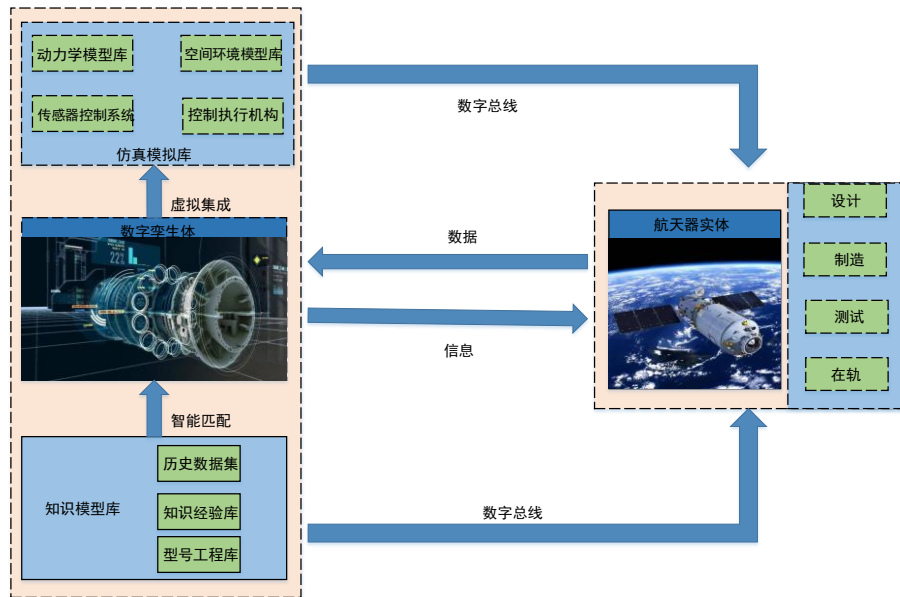 动力学模型库
空间环境模型库
传感器控制系统
控制执行机构
仿真模拟库
虚拟集成
数字孪生体
22%
智能匹配
知识模型库
历史数据集
知识经验库
型号工程库
数字总线
数据
信息
数字总线
航天器实体
设计
制造
测试
在轨